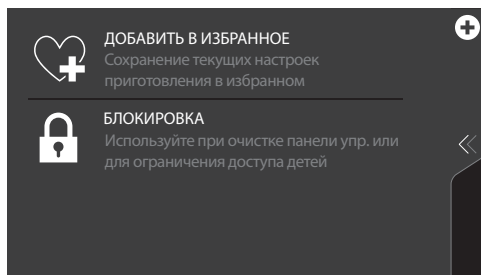 ДОБАВИТЬ В ИЗБРАННОЕ
Сохранение текущих настроек
приготовления в избранном
БЛОКИРОВКА
Используйте при очистке панели упр. или
для ограничения доступа детей